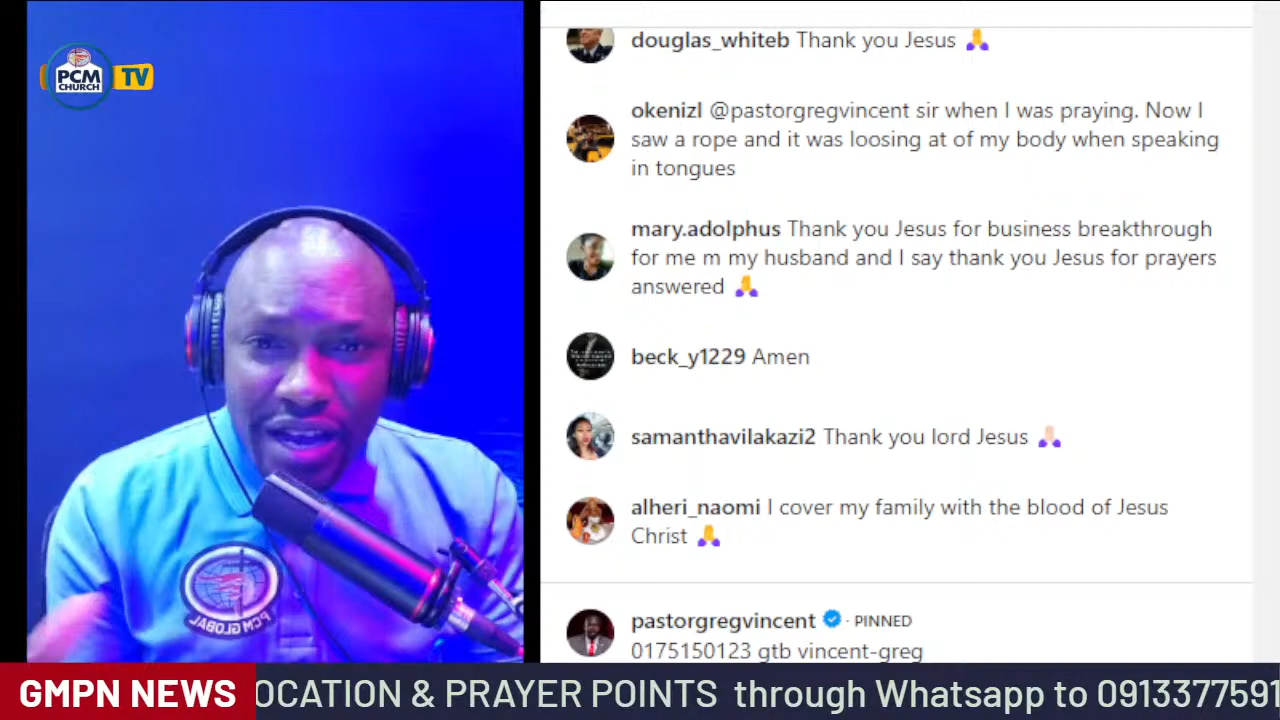 PCM
CHURCH
TV
PCM GLOBAL
douglas_whiteb Thank you Jesus 🙏
okenizl @pastorgregvincent sir when I was praying. Now I
saw a rope and it was loosing at of my body when speaking
in tongues
mary.adolphus Thank you Jesus for business breakthrough
for me m my husband and I say thank you Jesus for prayers
answered 🙏
beck_y1229 Amen
samanthavilakazi2 Thank you lord Jesus 🙏🏻
alheri_naomi I cover my family with the blood of Jesus
Christ 🙏
pastorgregvincent · PINNED
0175150123 gtb vincent-greg
GMPN NEWS OCATION & PRAYER POINTS through Whatsapp to 0913377591